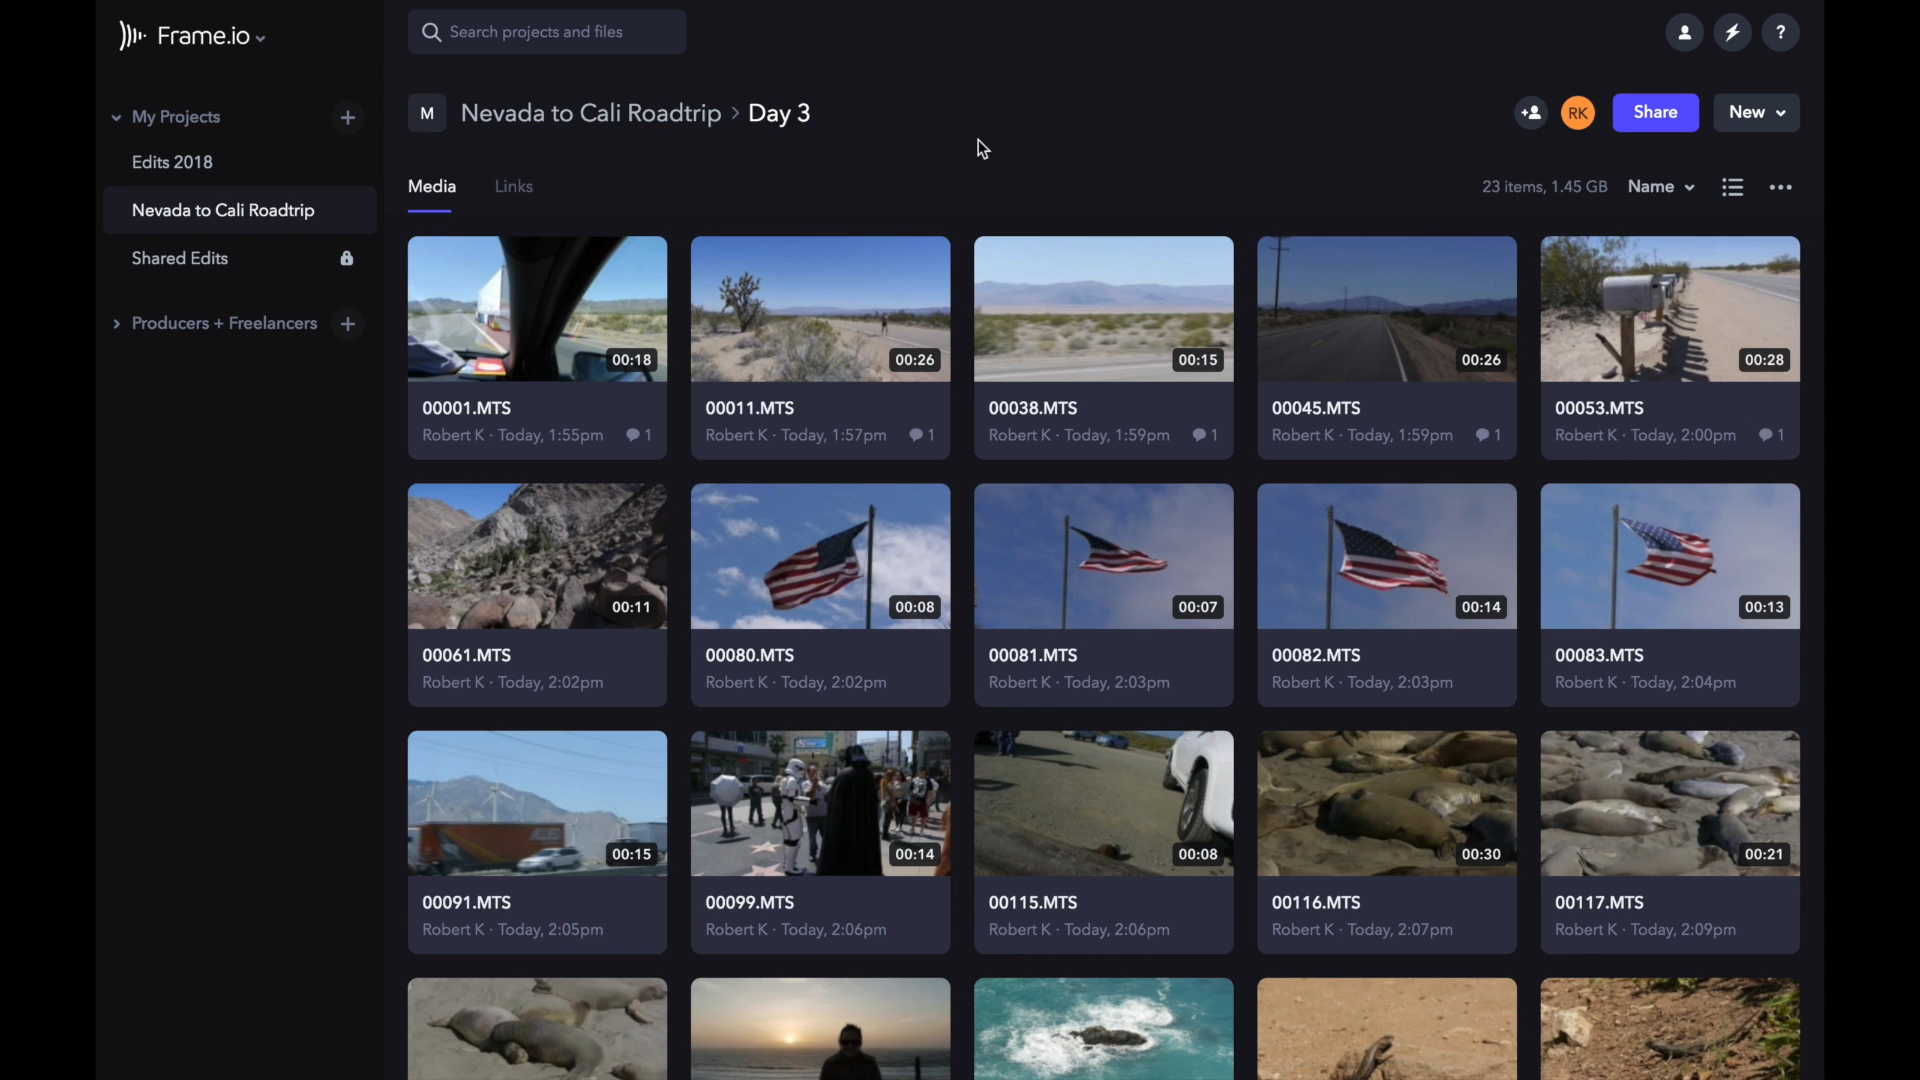 Frame.io
Search projects and files
?
My Projects
+
Edits 2018
Nevada to Cali Roadtrip
Shared Edits
Producers + Freelancers
+
M
Nevada to Cali Roadtrip > Day 3
RK
Share
New
Media
Links
23 items, 1.45 GB
Name
00:18
00:26
00:15
00:26
00:28
00001.MTS
Robert K · Today, 1:55pm
1
00011.MTS
Robert K · Today, 1:57pm
1
00038.MTS
Robert K · Today, 1:59pm
1
00045.MTS
Robert K · Today, 1:59pm
1
00053.MTS
Robert K · Today, 2:00pm
1
00:11
00:08
00:07
00:14
00:13
00061.MTS
Robert K · Today, 2:02pm
00080.MTS
Robert K · Today, 2:02pm
00081.MTS
Robert K · Today, 2:03pm
00082.MTS
Robert K · Today, 2:03pm
00083.MTS
Robert K · Today, 2:04pm
00:15
00:14
00:08
00:30
00:21
00091.MTS
Robert K · Today, 2:05pm
00099.MTS
Robert K · Today, 2:06pm
00115.MTS
Robert K · Today, 2:06pm
00116.MTS
Robert K · Today, 2:07pm
00117.MTS
Robert K · Today, 2:09pm